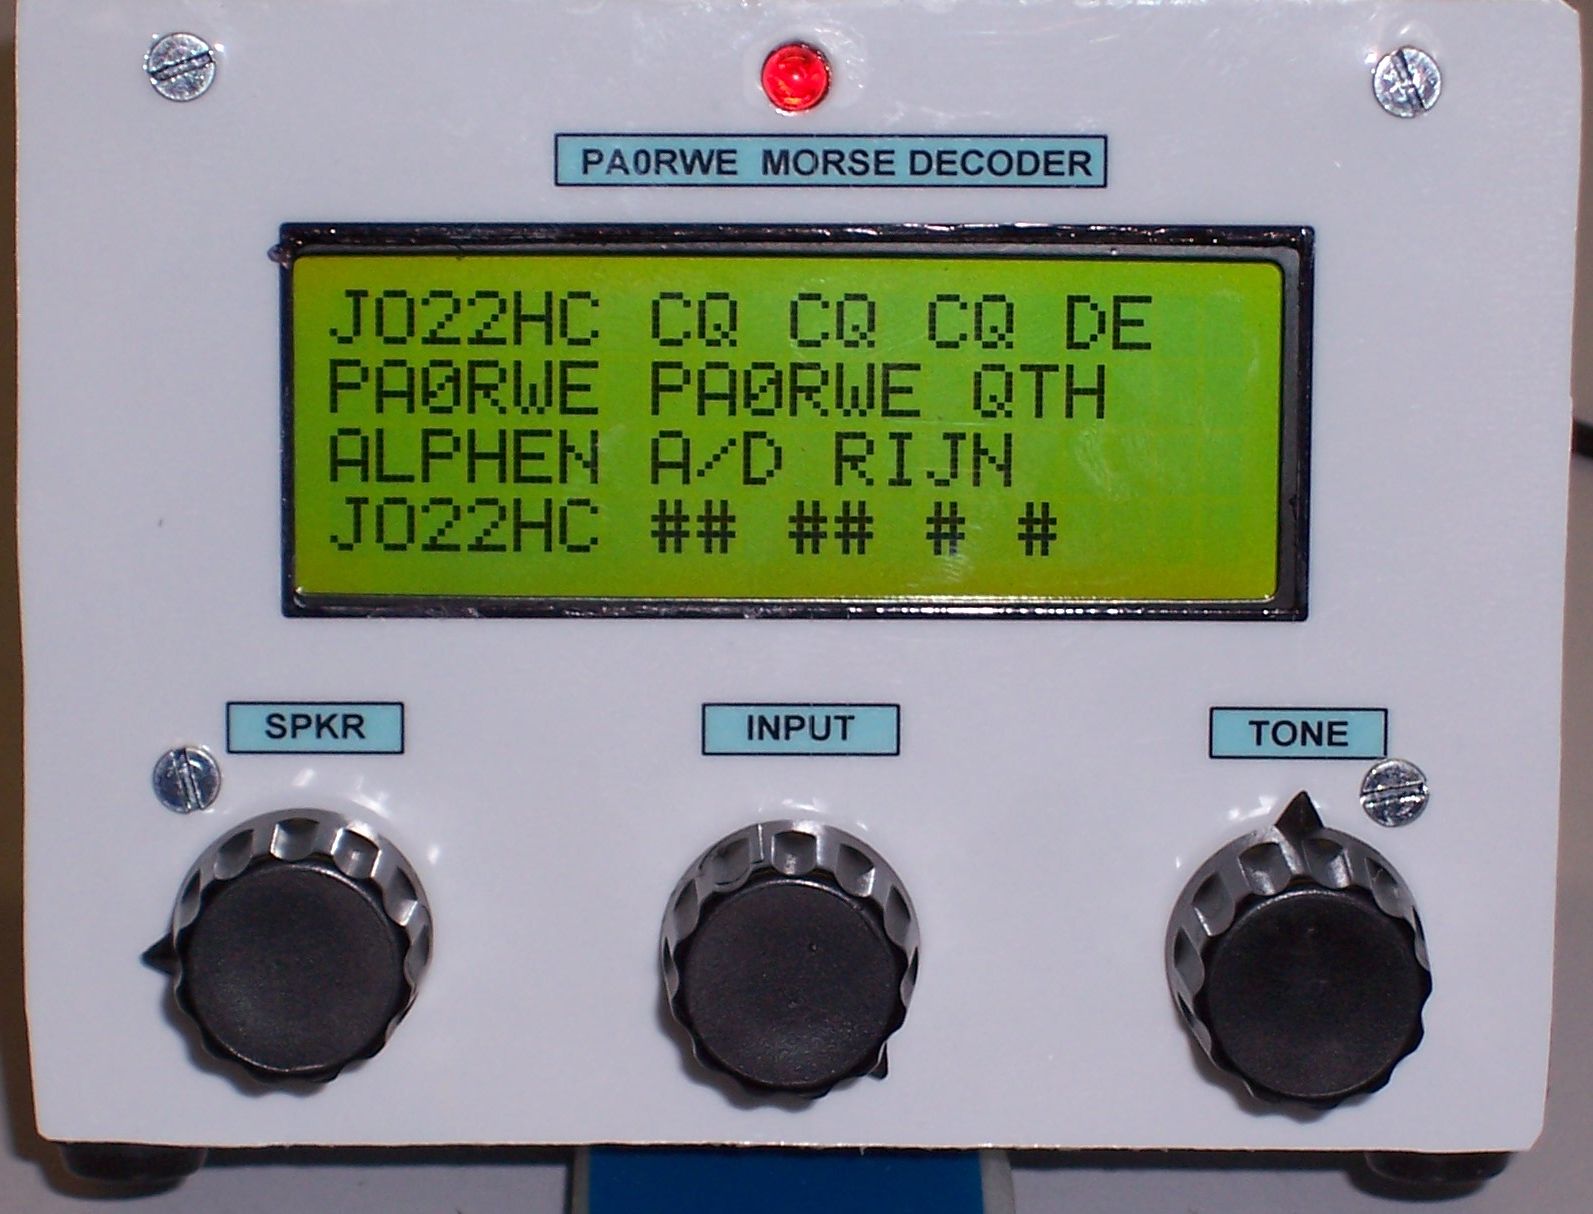 PA0RWE MORSE DECODER
JO22HC CQ CQ CQ DE
PA0RWE PA0RWE QTH
ALPHEN A/D RIJN
JO22HC ## ## # #
SPKR INPUT TONE